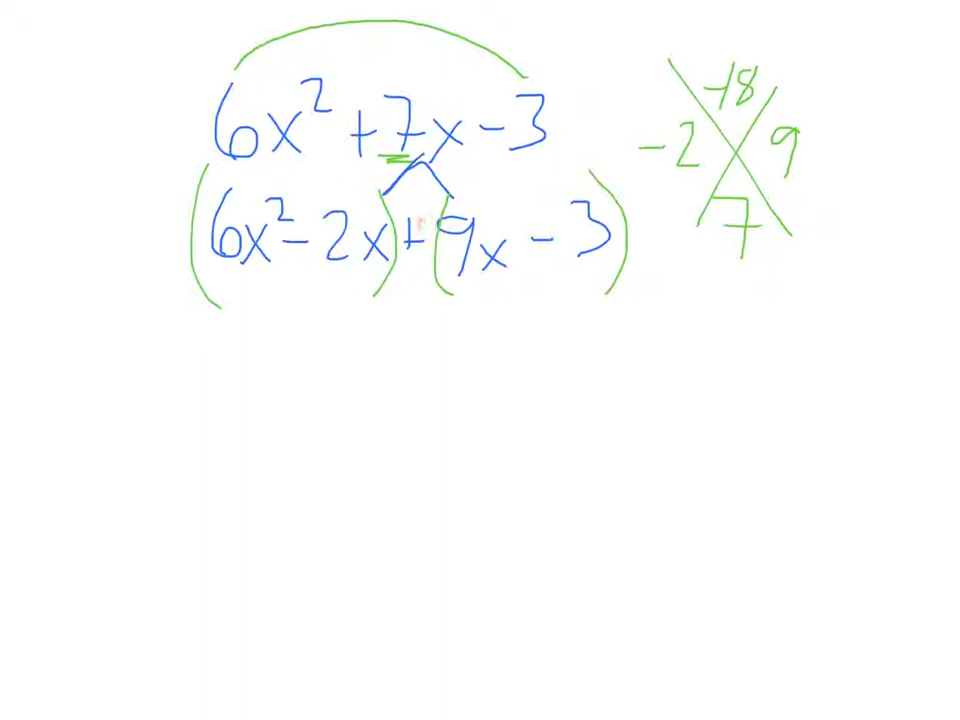 6x² + 7x - 3
(6x² - 2x) + (9x - 3)
-18
-2 9
7